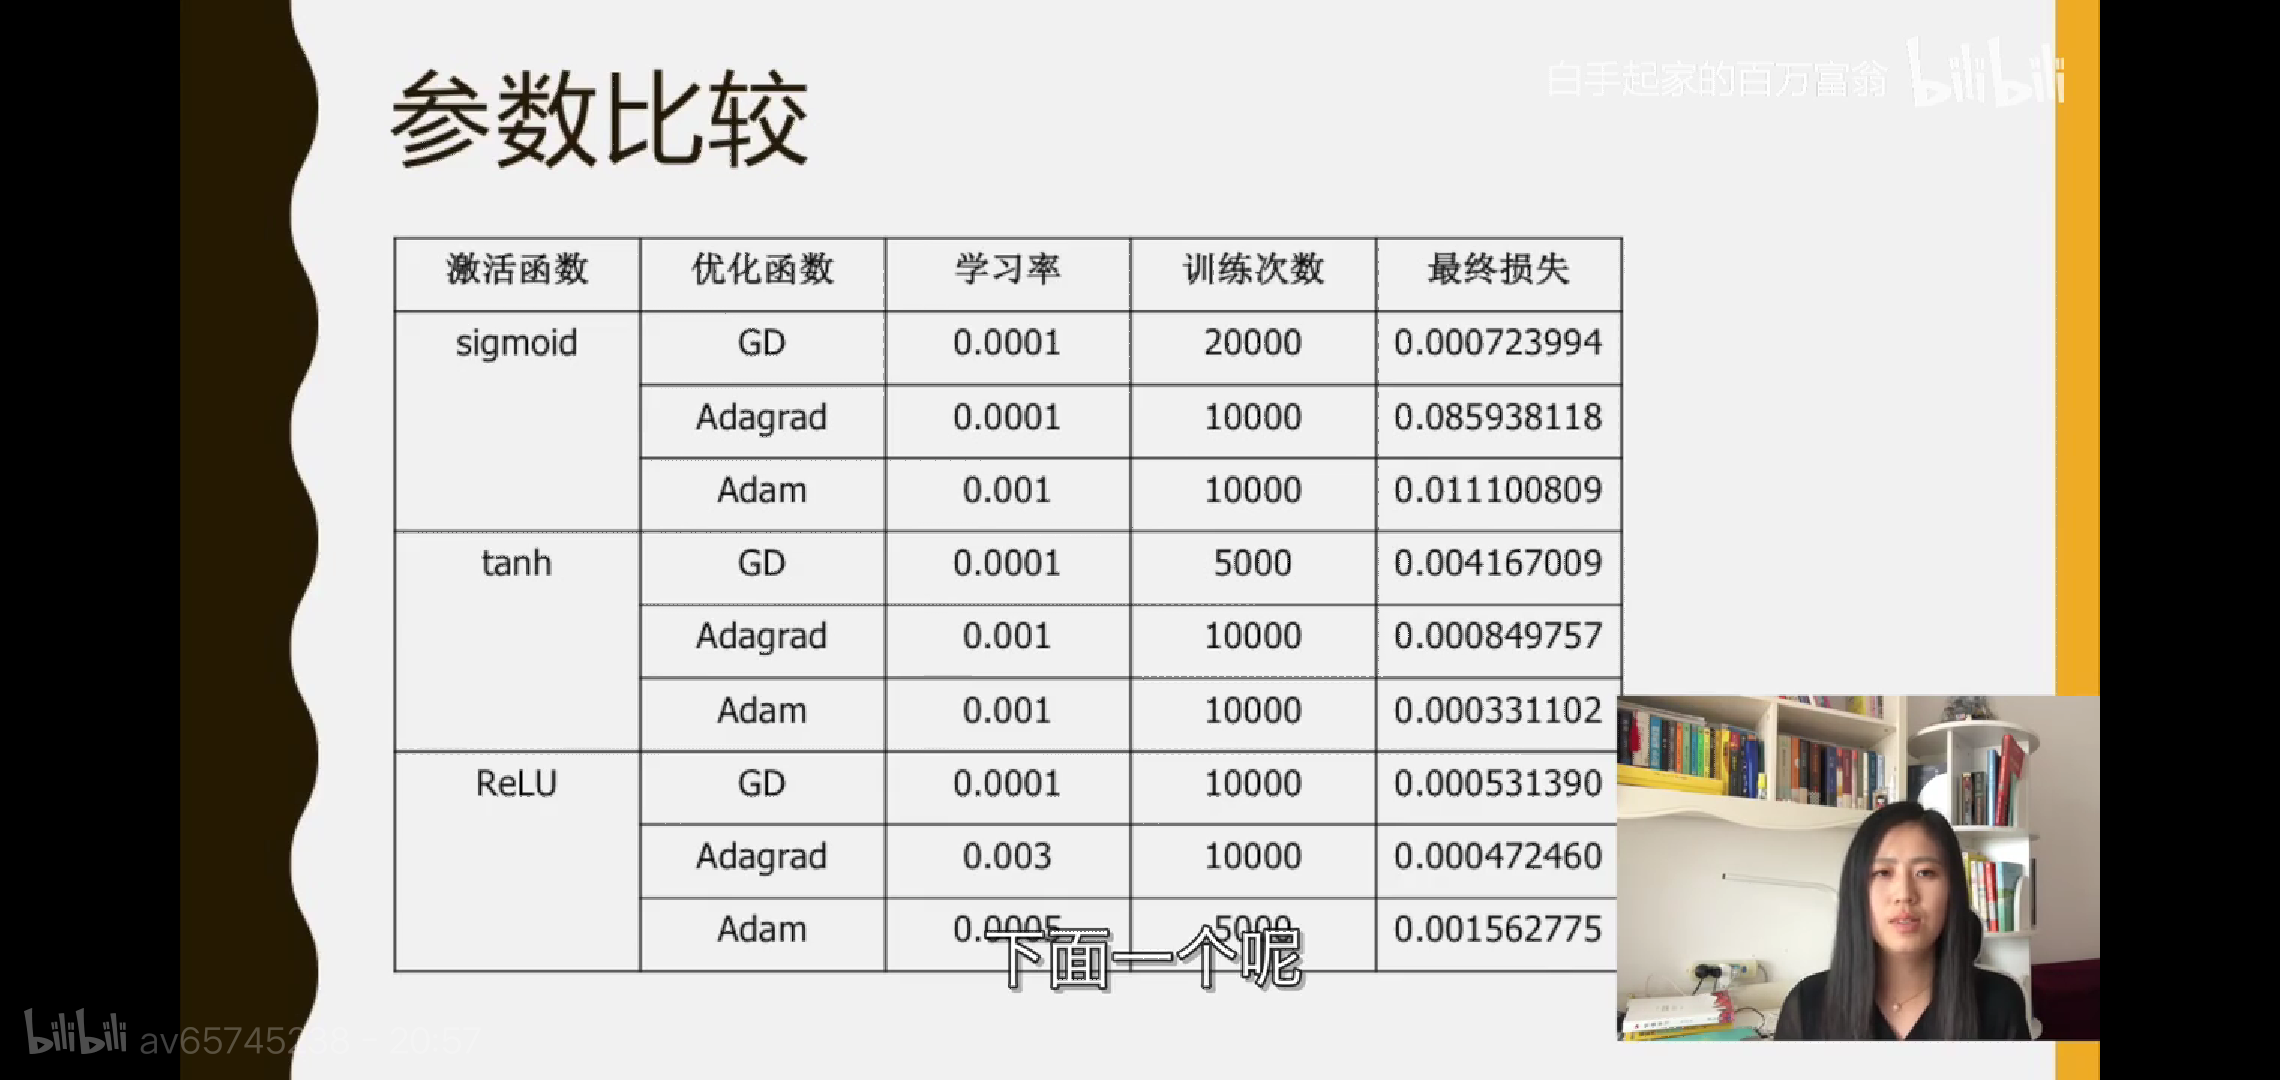 参数比较
白手起家的百万富翁 bilibili
激活函数 优化函数 学习率 训练次数 最终损失
sigmoid GD 0.0001 20000 0.000723994
Adagrad 0.0001 10000 0.085938118
Adam 0.001 10000 0.011100809
tanh GD 0.0001 5000 0.004167009
Adagrad 0.001 10000 0.000849757
Adam 0.001 10000 0.000331102
ReLU GD 0.0001 10000 0.000531390
Adagrad 0.003 10000 0.000472460
Adam 0.0005 5000 0.001562775
下面一个呢
bilibili av65745238 - 20:57